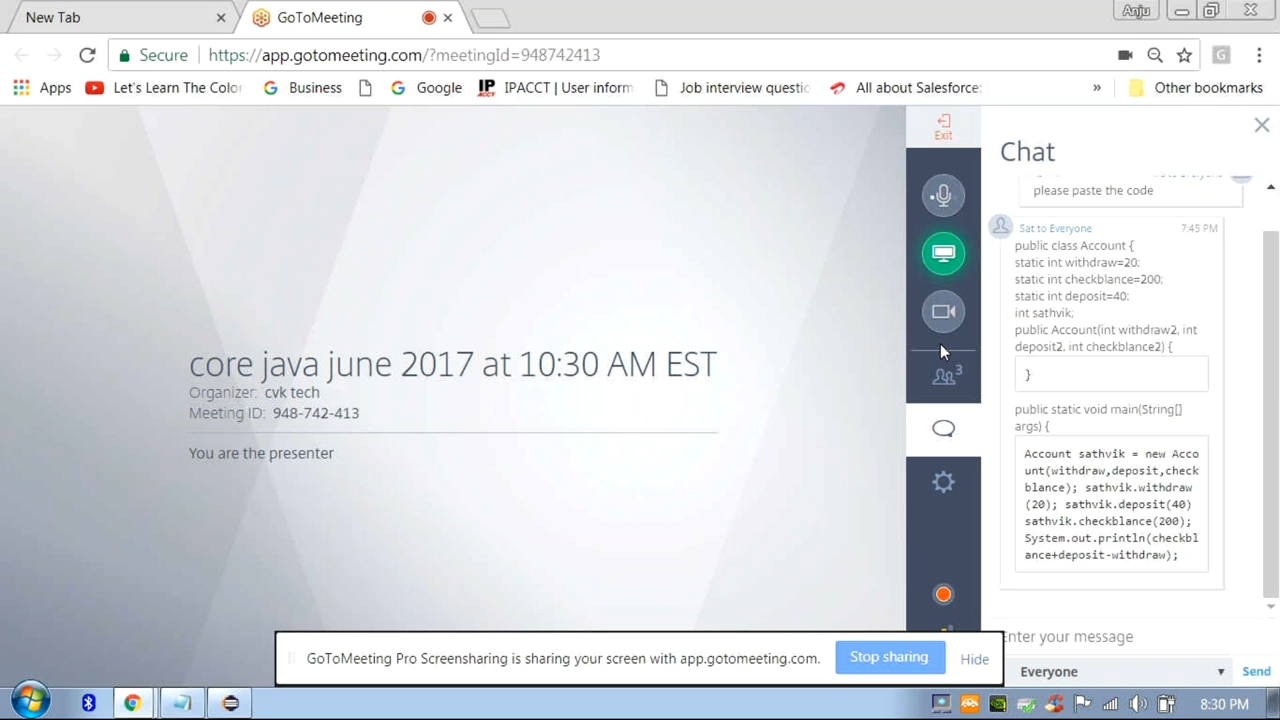 New Tab
GoToMeeting
Anju
Secure
https://app.gotomeeting.com/?meetingId=948742413
G
Apps
Let's Learn The Color
Business
Google
IP
ACCT
IPACCT | User inform
Job interview questic
All about Salesforce:
»
Other bookmarks
Exit
Chat
please paste the code
Sat to Everyone
7:45 PM
public class Account {
static int withdraw=20;
static int checkblance=200;
static int deposit=40;
int sathvik;
public Account(int withdraw2, int
deposit2, int checkblance2) {
}
public static void main(String[]
args) {
Account sathvik = new Acco
unt(withdraw,deposit,check
blance); sathvik.withdraw
(20); sathvik.deposit(40)
sathvik.checkblance(200);
System.out.println(checkbl
ance+deposit-withdraw);
3
core java june 2017 at 10:30 AM EST
Organizer: cvk tech
Meeting ID: 948-742-413
You are the presenter
GoToMeeting Pro Screensharing is sharing your screen with app.gotomeeting.com.
Stop sharing
Hide
Enter your message
Everyone
Send
8:30 PM